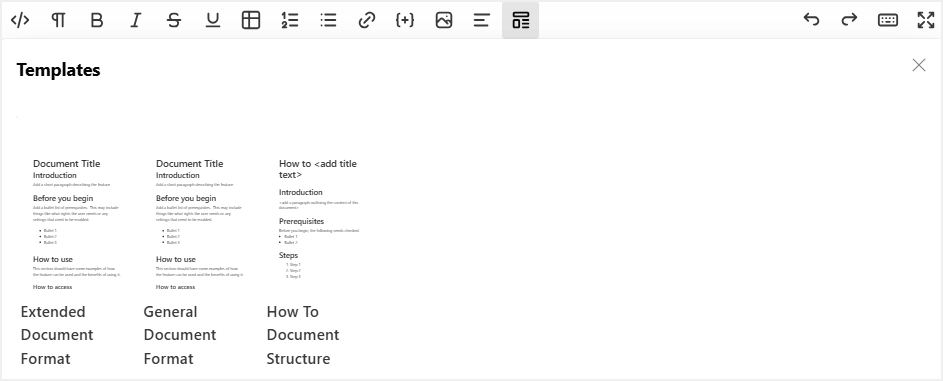 Templates
Document Title
Introduction
Add a short paragraph describing the feature
Before you begin
Add a bullet list of prerequisites. This may include
things like what rights the user needs or any
settings that need to be enabled.
Bullet 1
Bullet 2
Bullet 3
How to use
This section should have some examples of how
the feature can be used and the benefits of using it.
How to access
Extended
Document
Format
Document Title
Introduction
Add a short paragraph describing the feature
Before you begin
Add a bullet list of prerequisites. This may include
things like what rights the user needs or any
settings that need to be enabled.
Bullet 1
Bullet 2
Bullet 3
How to use
This section should have some examples of how
the feature can be used and the benefits of using it.
How to access
General
Document
Format
How to <add title
text>
Introduction
<add a paragraph outlining the content of this
document>
Prerequisites
Before you begin, the following needs checked:
Bullet 1
Bullet 2
Steps
1. Step 1
2. Step 2
3. Step 3
How To
Document
Structure